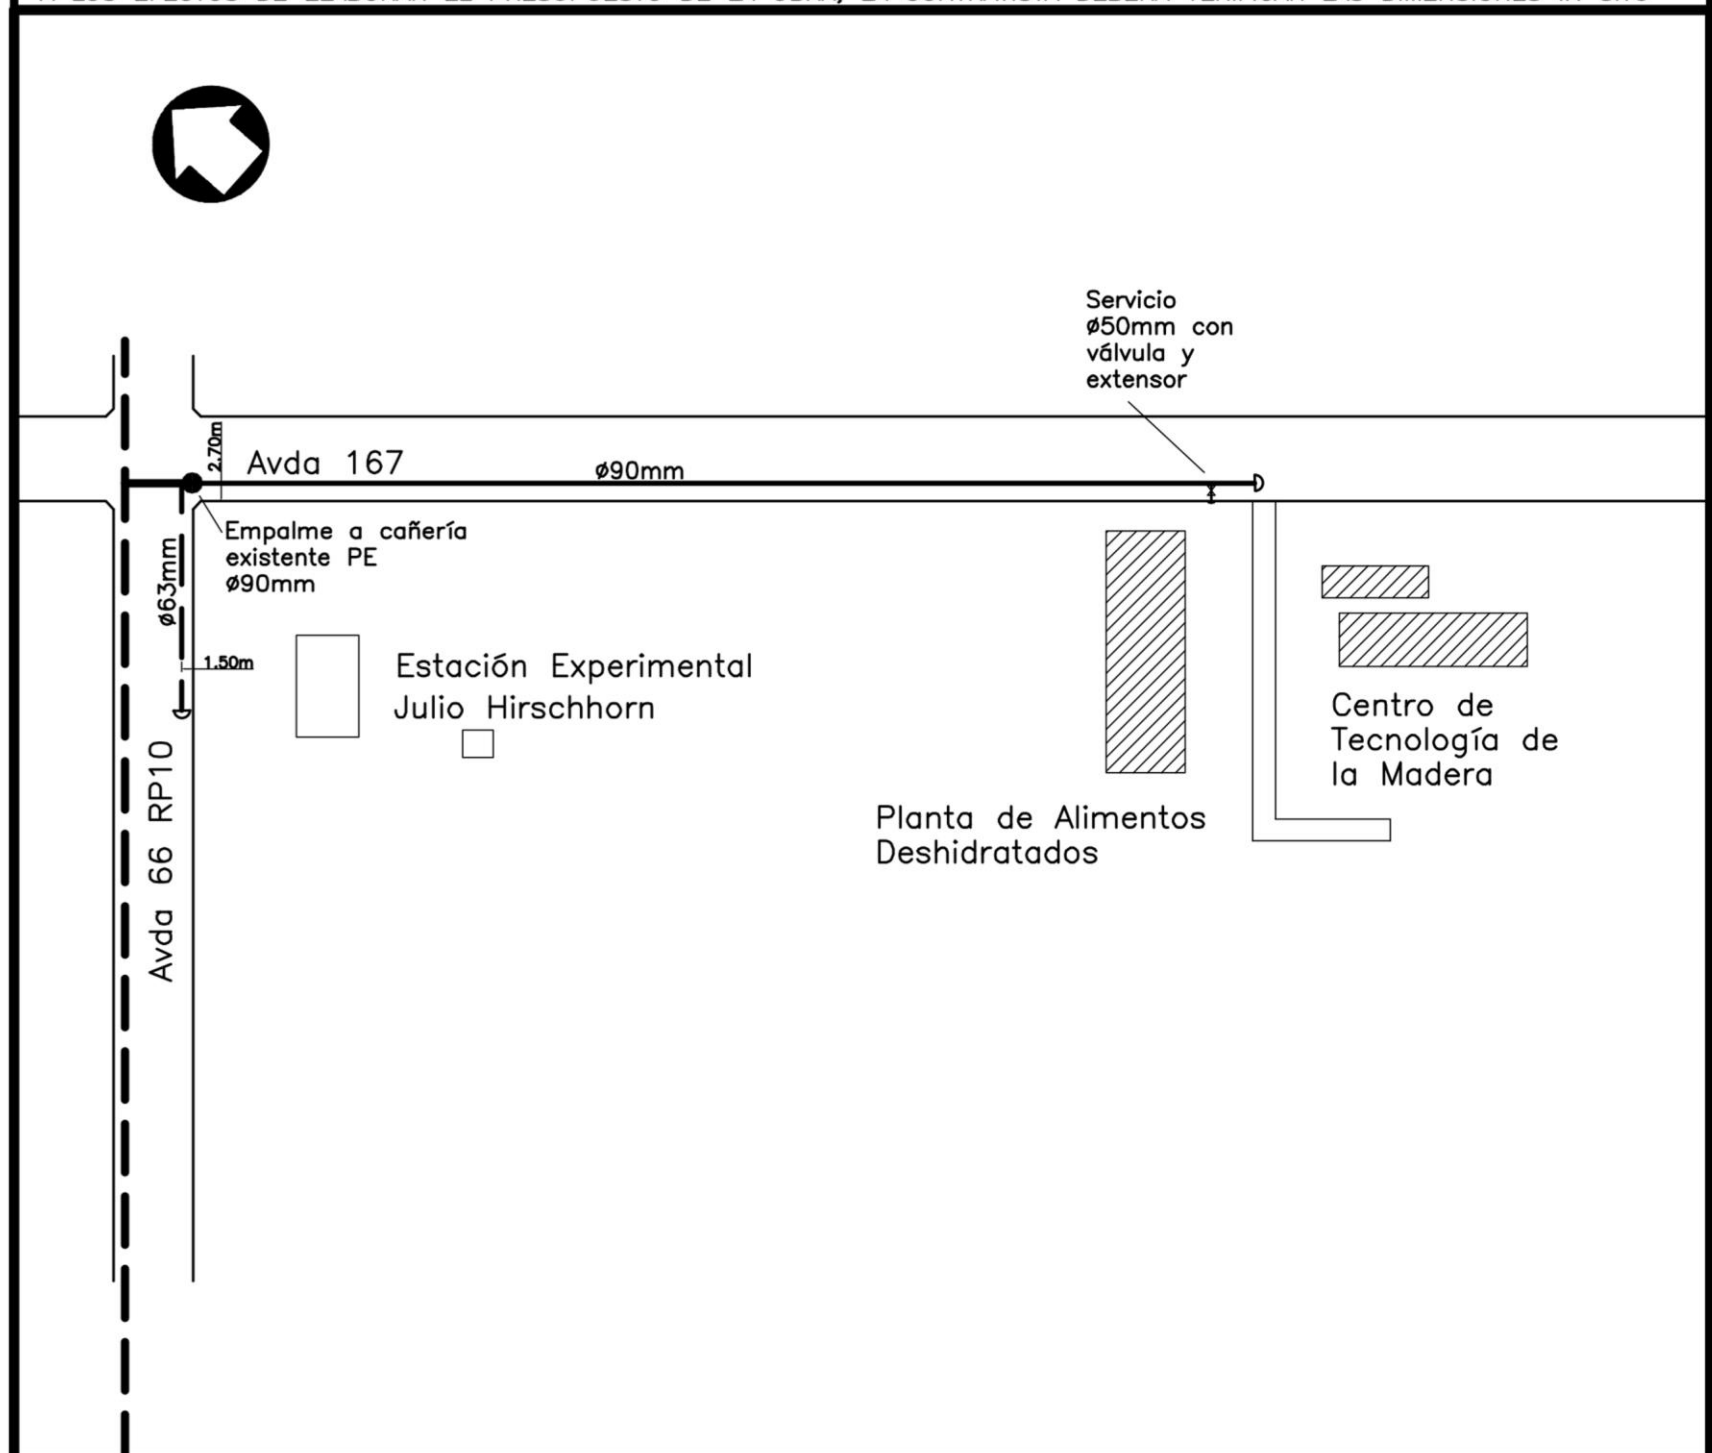 Servicio
ø50mm con
válvula y
extensor
2.70m
Avda 167
ø90mm
Empalme a cañería
existente PE
ø90mm
ø63mm
1.50m
Estación Experimental
Julio Hirschhorn
Centro de
Tecnología de
la Madera
Avda 66 RP10
Planta de Alimentos
Deshidratados